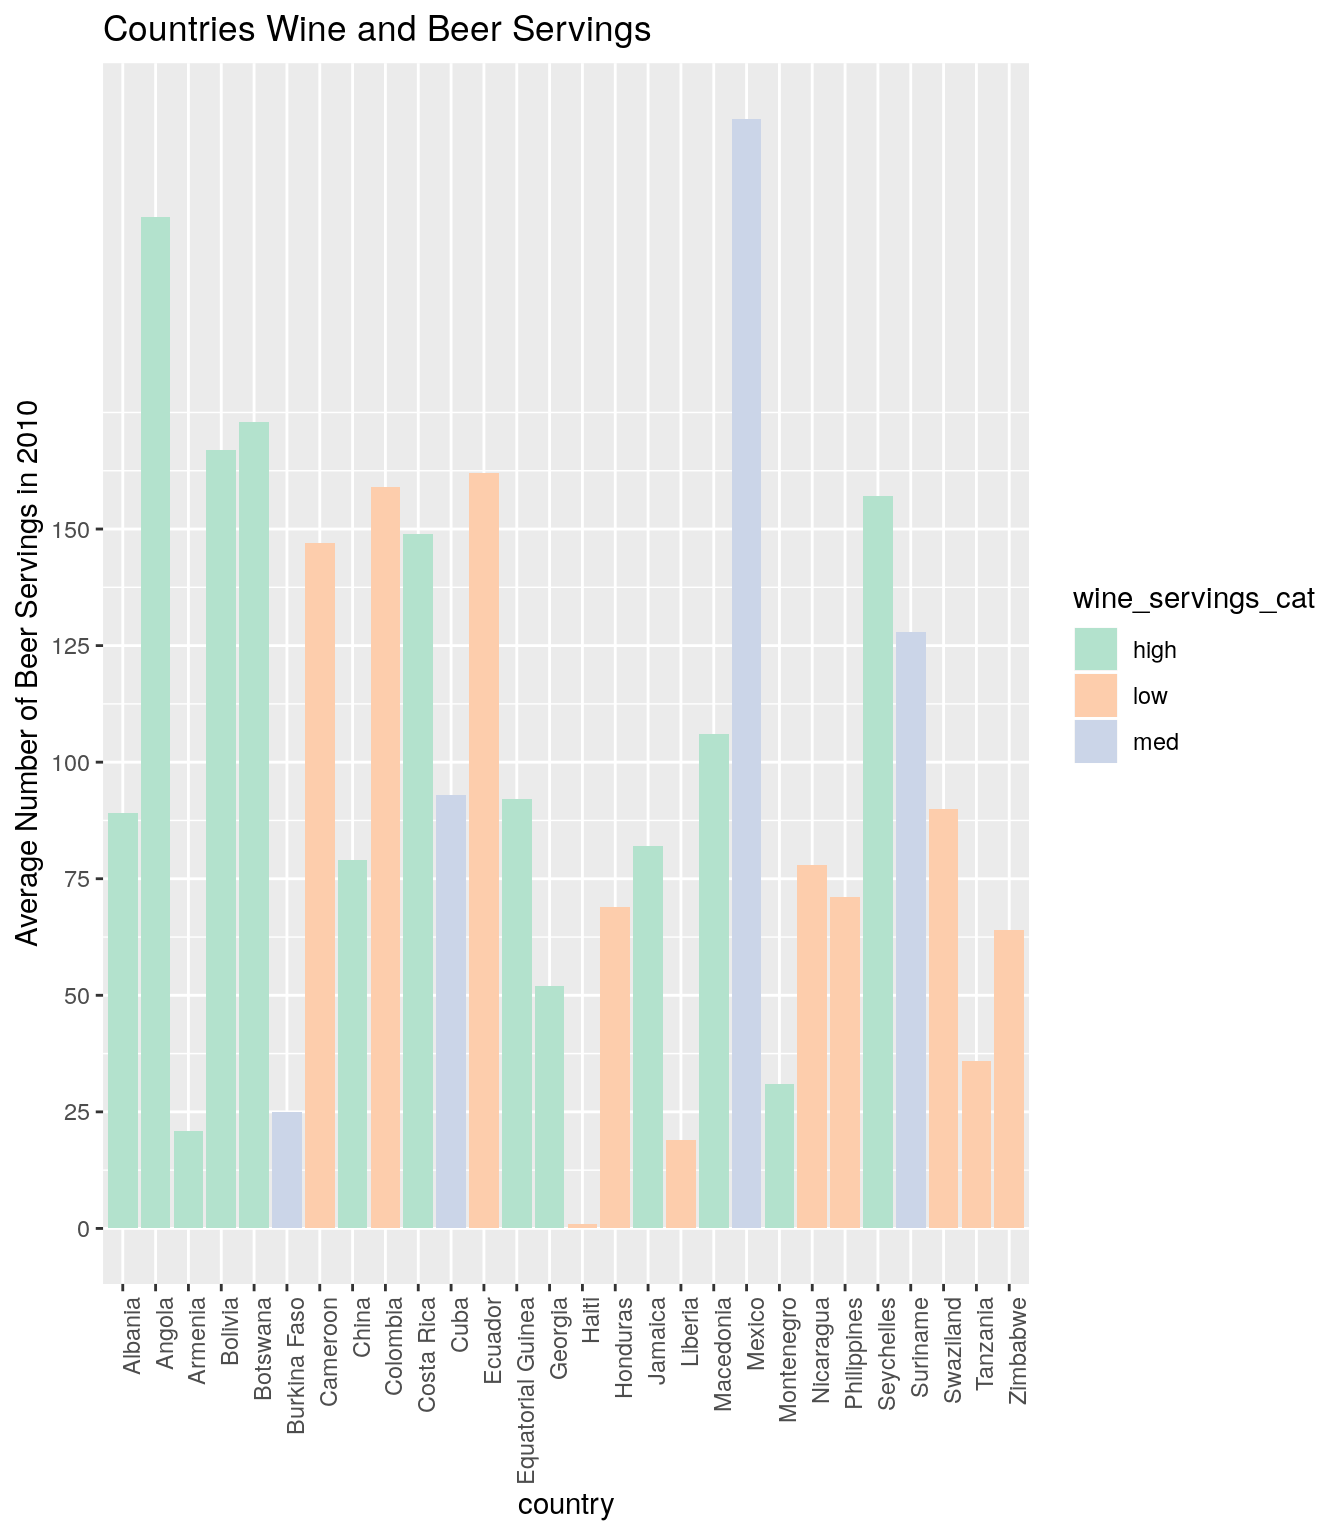 Countries Wine and Beer Servings
Average Number of Beer Servings in 2010
150
125
100
75
50
25
0
Albania
Angola
Armenia
Bolivia
Botswana
Burkina Faso
Cameroon
China
Colombia
Costa Rica
Cuba
Ecuador
Equatorial Guinea
Georgia
Haiti
Honduras
Jamaica
Liberia
Macedonia
Mexico
Montenegro
Nicaragua
Philippines
Seychelles
Suriname
Swaziland
Tanzania
Zimbabwe
country
wine_servings_cat
high
low
med